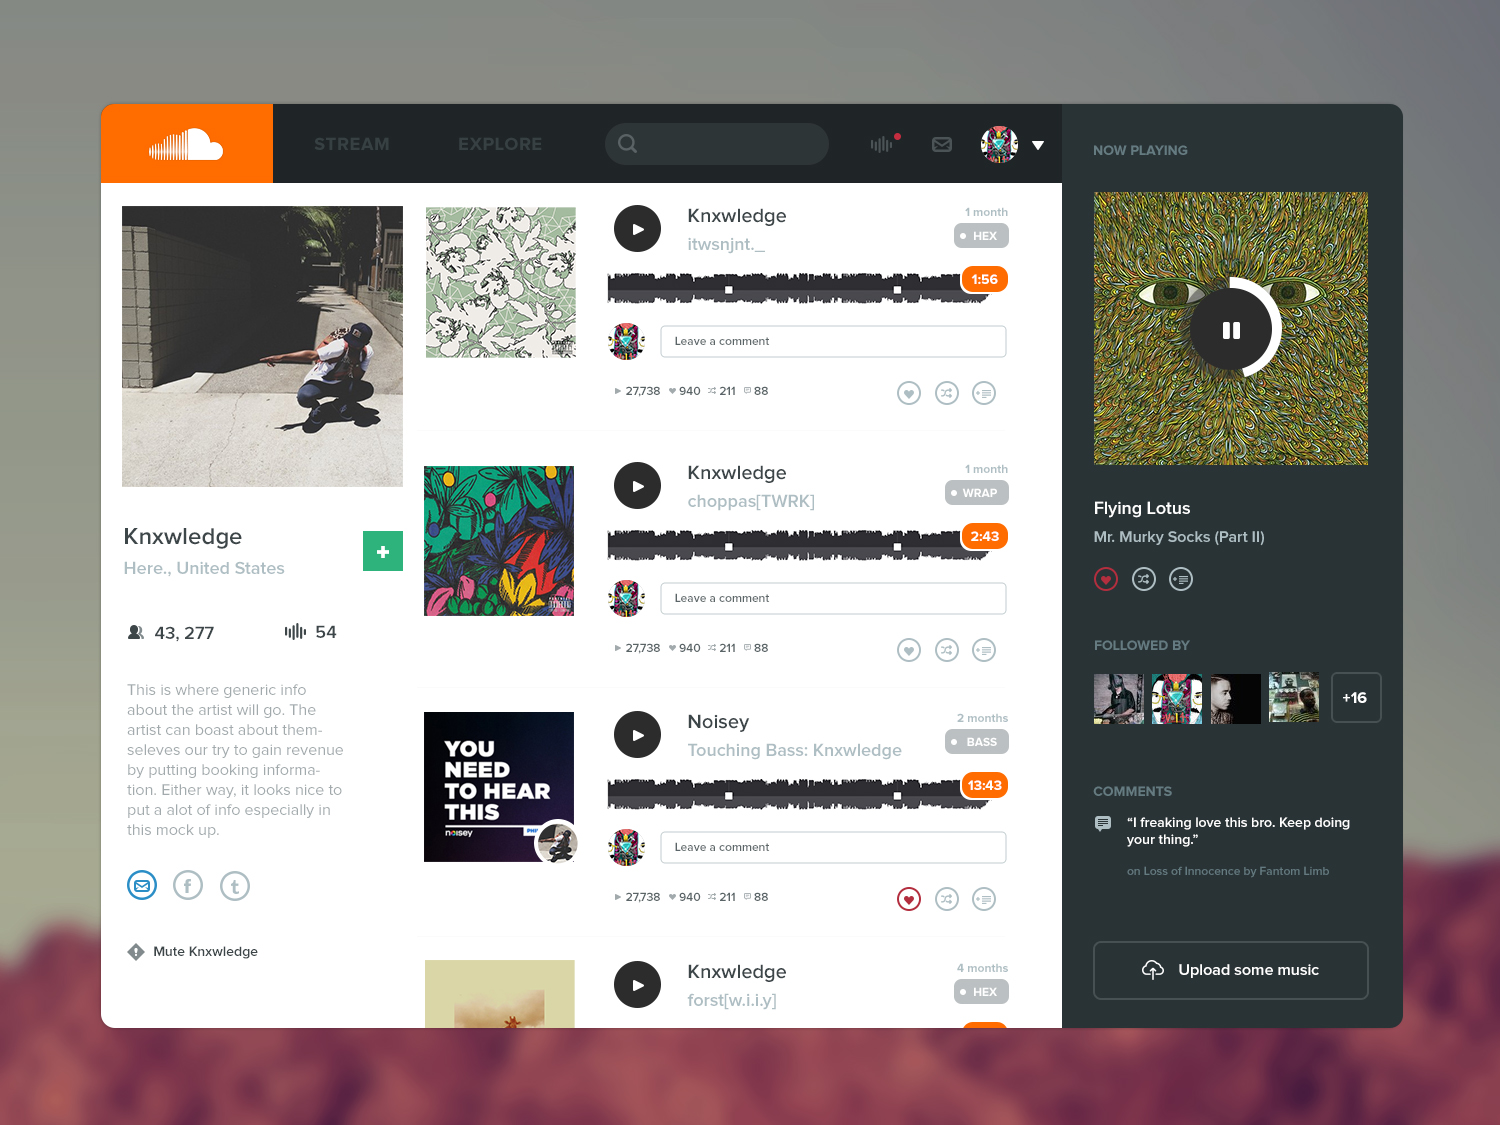 STREAM
EXPLORE
NOW PLAYING
Knxwledge
Here., United States
43, 277
54
This is where generic info
about the artist will go. The
artist can boast about them-
seleves our try to gain revenue
by putting booking informa-
tion. Either way, it looks nice to
put a alot of info especially in
this mock up.
Mute Knxwledge
Knxwledge
itwsnjnt._
1 month
HEX
1:56
Leave a comment
27,738 940 211 88
Knxwledge
choppas[TWRK]
1 month
WRAP
2:43
Leave a comment
27,738 940 211 88
YOU
NEED
TO HEAR
THIS
noisey
Noisey
Touching Bass: Knxwledge
2 months
BASS
13:43
Leave a comment
27,738 940 211 88
Knxwledge
forst[w.i.i.y]
4 months
HEX
Flying Lotus
Mr. Murky Socks (Part II)
FOLLOWED BY
+16
COMMENTS
“I freaking love this bro. Keep doing
your thing.”
on Loss of Innocence by Fantom Limb
Upload some music